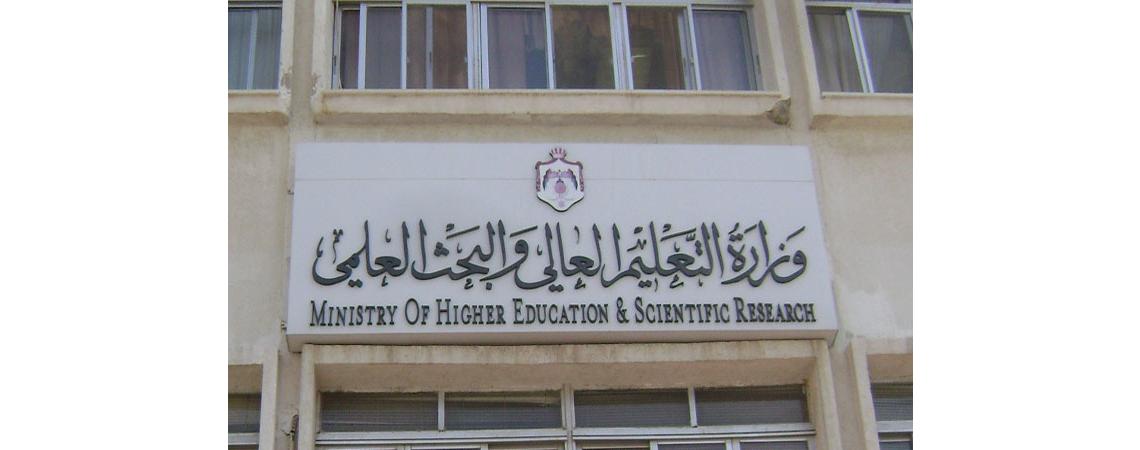 وزارة التعليم العالي والبحث العلمي
MINISTRY OF HIGHER EDUCATION & SCIENTIFIC RESEARCH